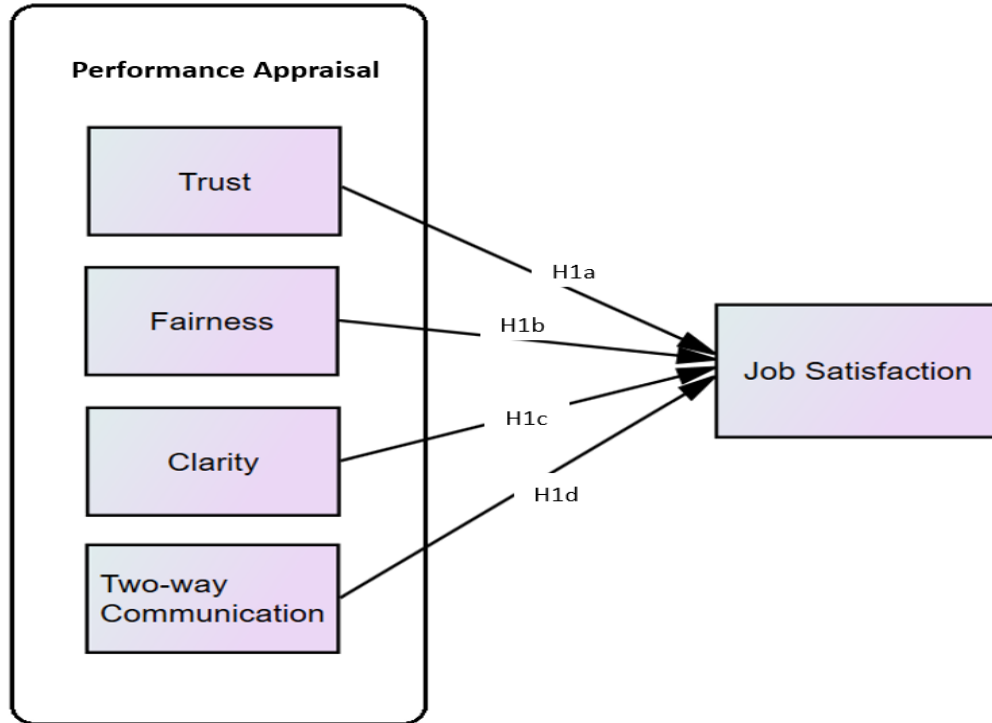 Performance Appraisal
Trust
H1a
Fairness
H1b
Job Satisfaction
Clarity
H1c
H1d
Two-way
Communication